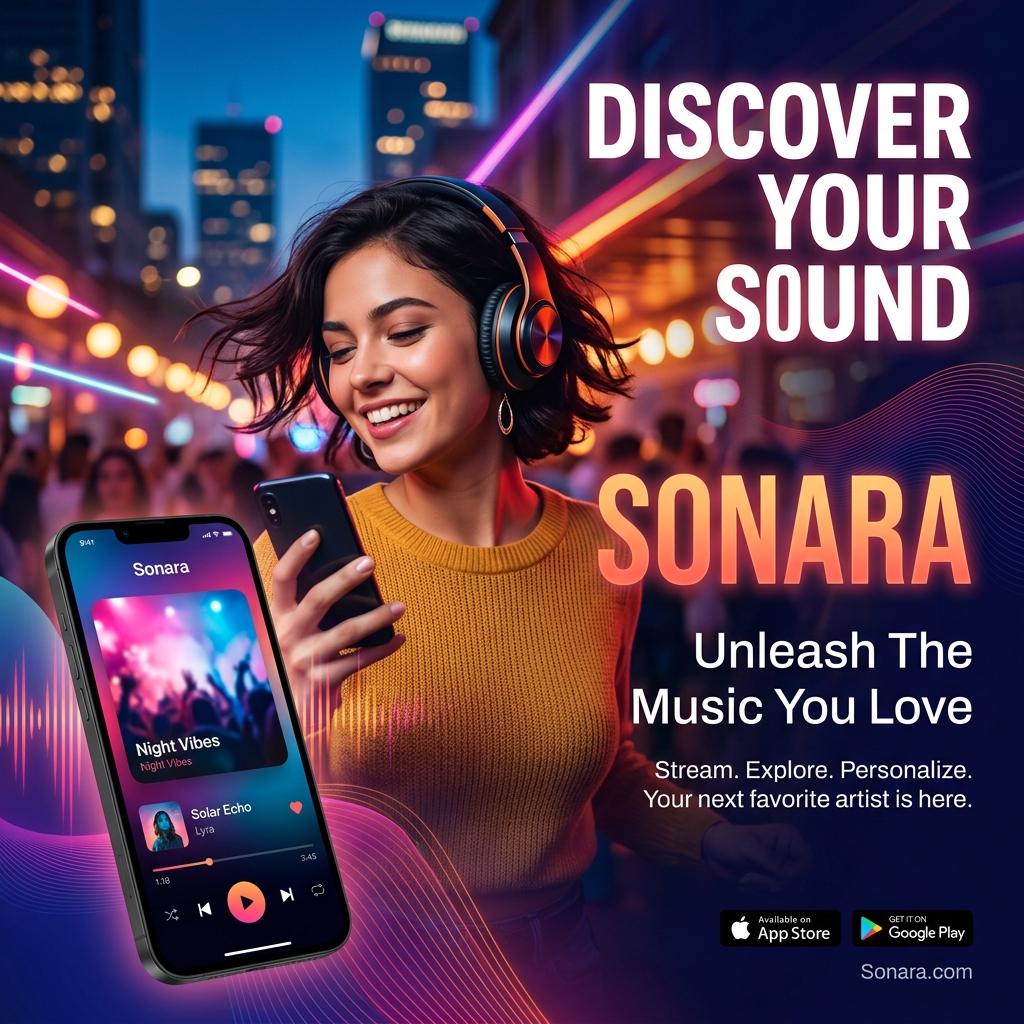 DISCOVER
YOUR
SOUND
SONARA
Unleash The
Music You Love
Stream. Explore. Personalize.
Your next favorite artist is here.
9:41
Sonara
Night Vibes
Night Vibes
Solar Echo
Lyra
1:18
3:45
Available on
App Store
GET IT ON
Google Play
Sonara.com